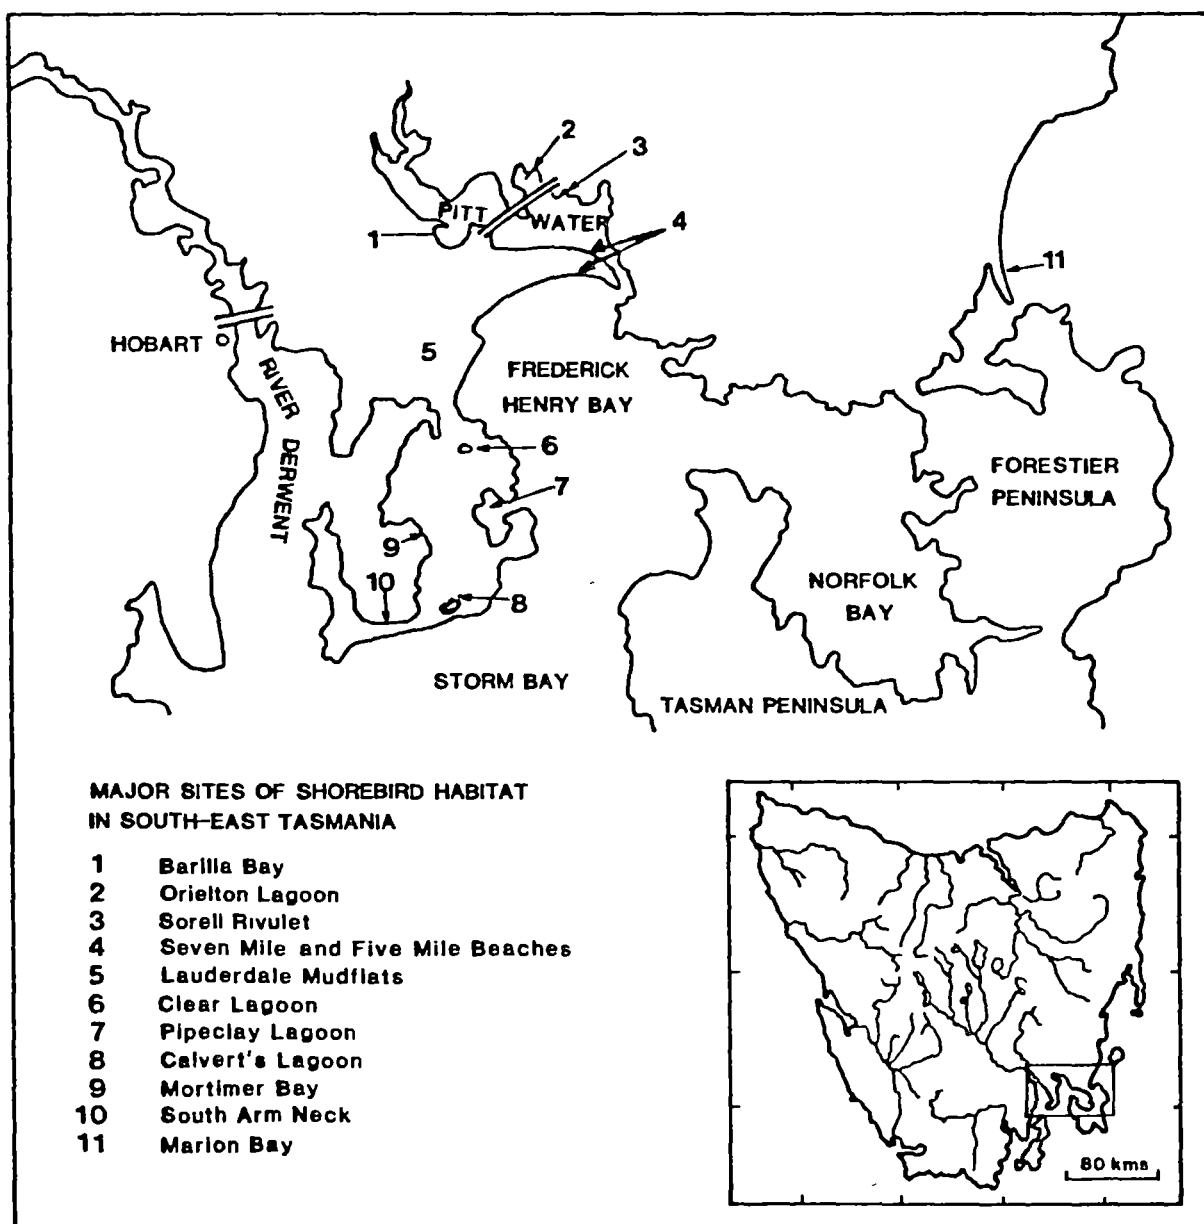 2
3
PITT
WATER
4
1
11
HOBART
RIVER DERWENT
5
FREDERICK
HENRY BAY
6
7
FORESTIER
PENINSULA
9
10
8
NORFOLK
BAY
STORM BAY
TASMAN PENINSULA
MAJOR SITES OF SHOREBIRD HABITAT
IN SOUTH-EAST TASMANIA
1 Barilla Bay
2 Orielton Lagoon
3 Sorell Rivulet
4 Seven Mile and Five Mile Beaches
5 Lauderdale Mudflats
6 Clear Lagoon
7 Pipeclay Lagoon
8 Calvert's Lagoon
9 Mortimer Bay
10 South Arm Neck
11 Marion Bay
80 kms